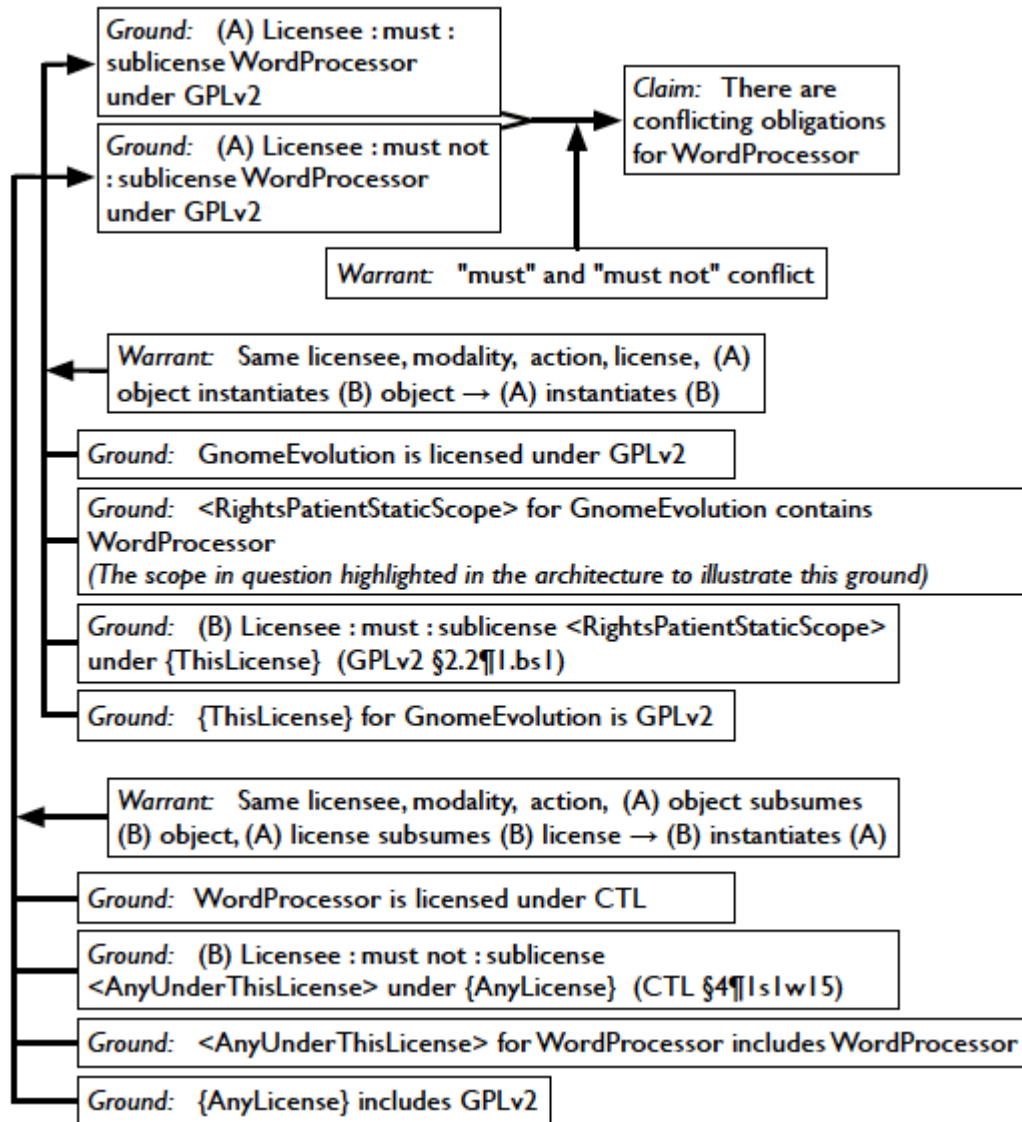 Ground: (A) Licensee : must :
sublicense WordProcessor
under GPLv2
Ground: (A) Licensee : must not
: sublicense WordProcessor
under GPLv2
Claim: There are
conflicting obligations
for WordProcessor
Warrant: "must" and "must not" conflict
Warrant: Same licensee, modality, action, license, (A)
object instantiates (B) object → (A) instantiates (B)
Ground: GnomeEvolution is licensed under GPLv2
Ground: <RightsPatientStaticScope> for GnomeEvolution contains
WordProcessor
(The scope in question highlighted in the architecture to illustrate this ground)
Ground: (B) Licensee : must : sublicense <RightsPatientStaticScope>
under {ThisLicense} (GPLv2 §2.2¶1.bs1)
Ground: {ThisLicense} for GnomeEvolution is GPLv2
Warrant: Same licensee, modality, action, (A) object subsumes
(B) object, (A) license subsumes (B) license → (B) instantiates (A)
Ground: WordProcessor is licensed under CTL
Ground: (B) Licensee : must not : sublicense
<AnyUnderThisLicense> under {AnyLicense} (CTL §4¶1s1w15)
Ground: <AnyUnderThisLicense> for WordProcessor includes WordProcessor
Ground: {AnyLicense} includes GPLv2